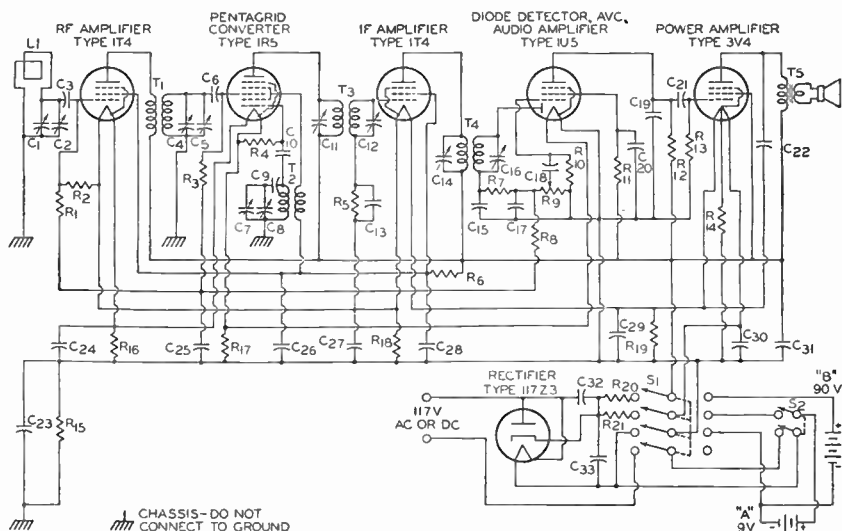 RF AMPLIFIER
TYPE 1T4
PENTAGRID
CONVERTER
TYPE 1R5
IF AMPLIFIER
TYPE 1T4
DIODE DETECTOR, AVC,
AUDIO AMPLIFIER
TYPE 1U5
POWER AMPLIFIER
TYPE 3V4
L1
C3
T1
C6
T3
T4
C19
C21
T5
C1
C2
C4
C5
R4
C10
C11
C12
C14
C16
C18
R10
R11
C20
R12
R13
C22
R2
R1
R3
C9
T2
C7
C8
R5
C13
R7
R9
C15
C17
R8
R14
R6
C24
R16
C25
R17
C26
C27
R18
C28
C29
R19
C30
C31
C23
R15
117V
AC OR DC
RECTIFIER
TYPE 117Z3
C32
R20
R21
S1
C33
S2
"B"
90V
+
-
"A"
9V
- +
CHASSIS-DO NOT
CONNECT TO GROUND